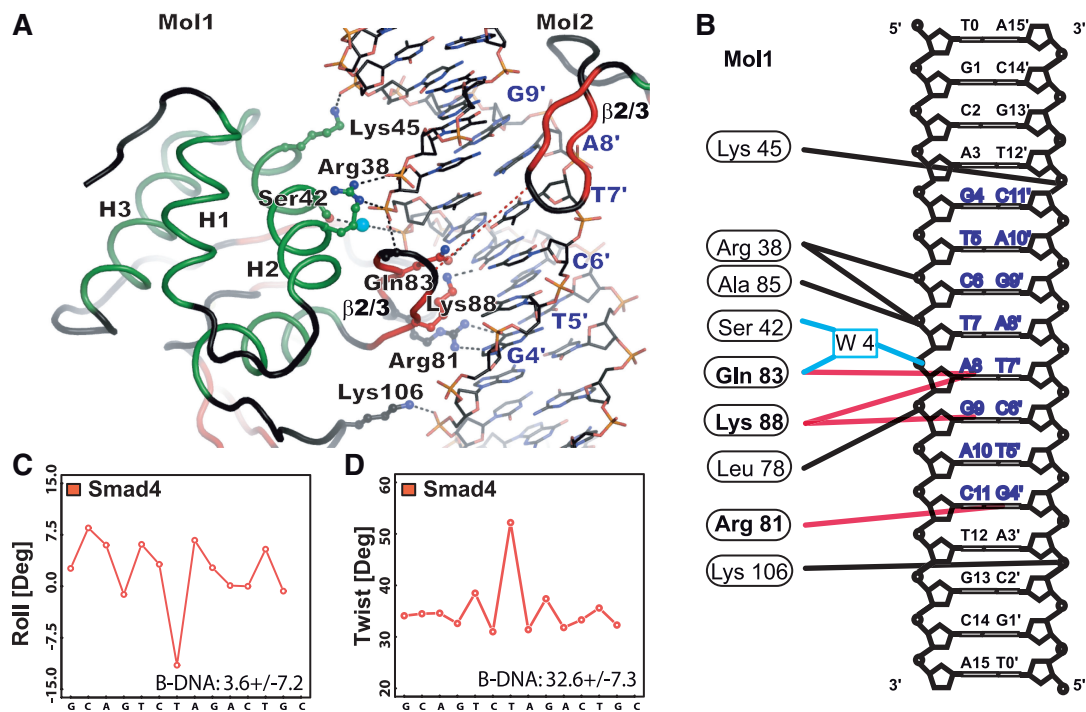 A
Mol1
Mol2
G9'
β2/3
Lys45
A8'
Arg38
Ser42
T7'
H3
H1
H2
Gln83
C6'
β2/3
Lys88
T5'
Arg81
G4'
Lys106
B
Mol1
5'
3'
T0 A15'
G1 C14'
C2 G13'
A3 T12'
G4 C11'
T5 A10'
C6 G9'
T7 A8'
A8 T7'
G9 C6'
A10 T5'
C11 G4'
T12 A3'
G13 C2'
C14 G1'
A15 T0'
3'
5'
Lys 45
Arg 38
Ala 85
Ser 42
W 4
Gln 83
Lys 88
Leu 78
Arg 81
Lys 106
C
Smad4
Roll [Deg]
15.0
7.5
0.0
-7.5
-15.0
B-DNA: 3.6+/-7.2
G C A G T C T A G A C T G C
D
Smad4
Twist [Deg]
60
50
40
30
20
B-DNA: 32.6+/-7.3
G C A G T C T A G A C T G C